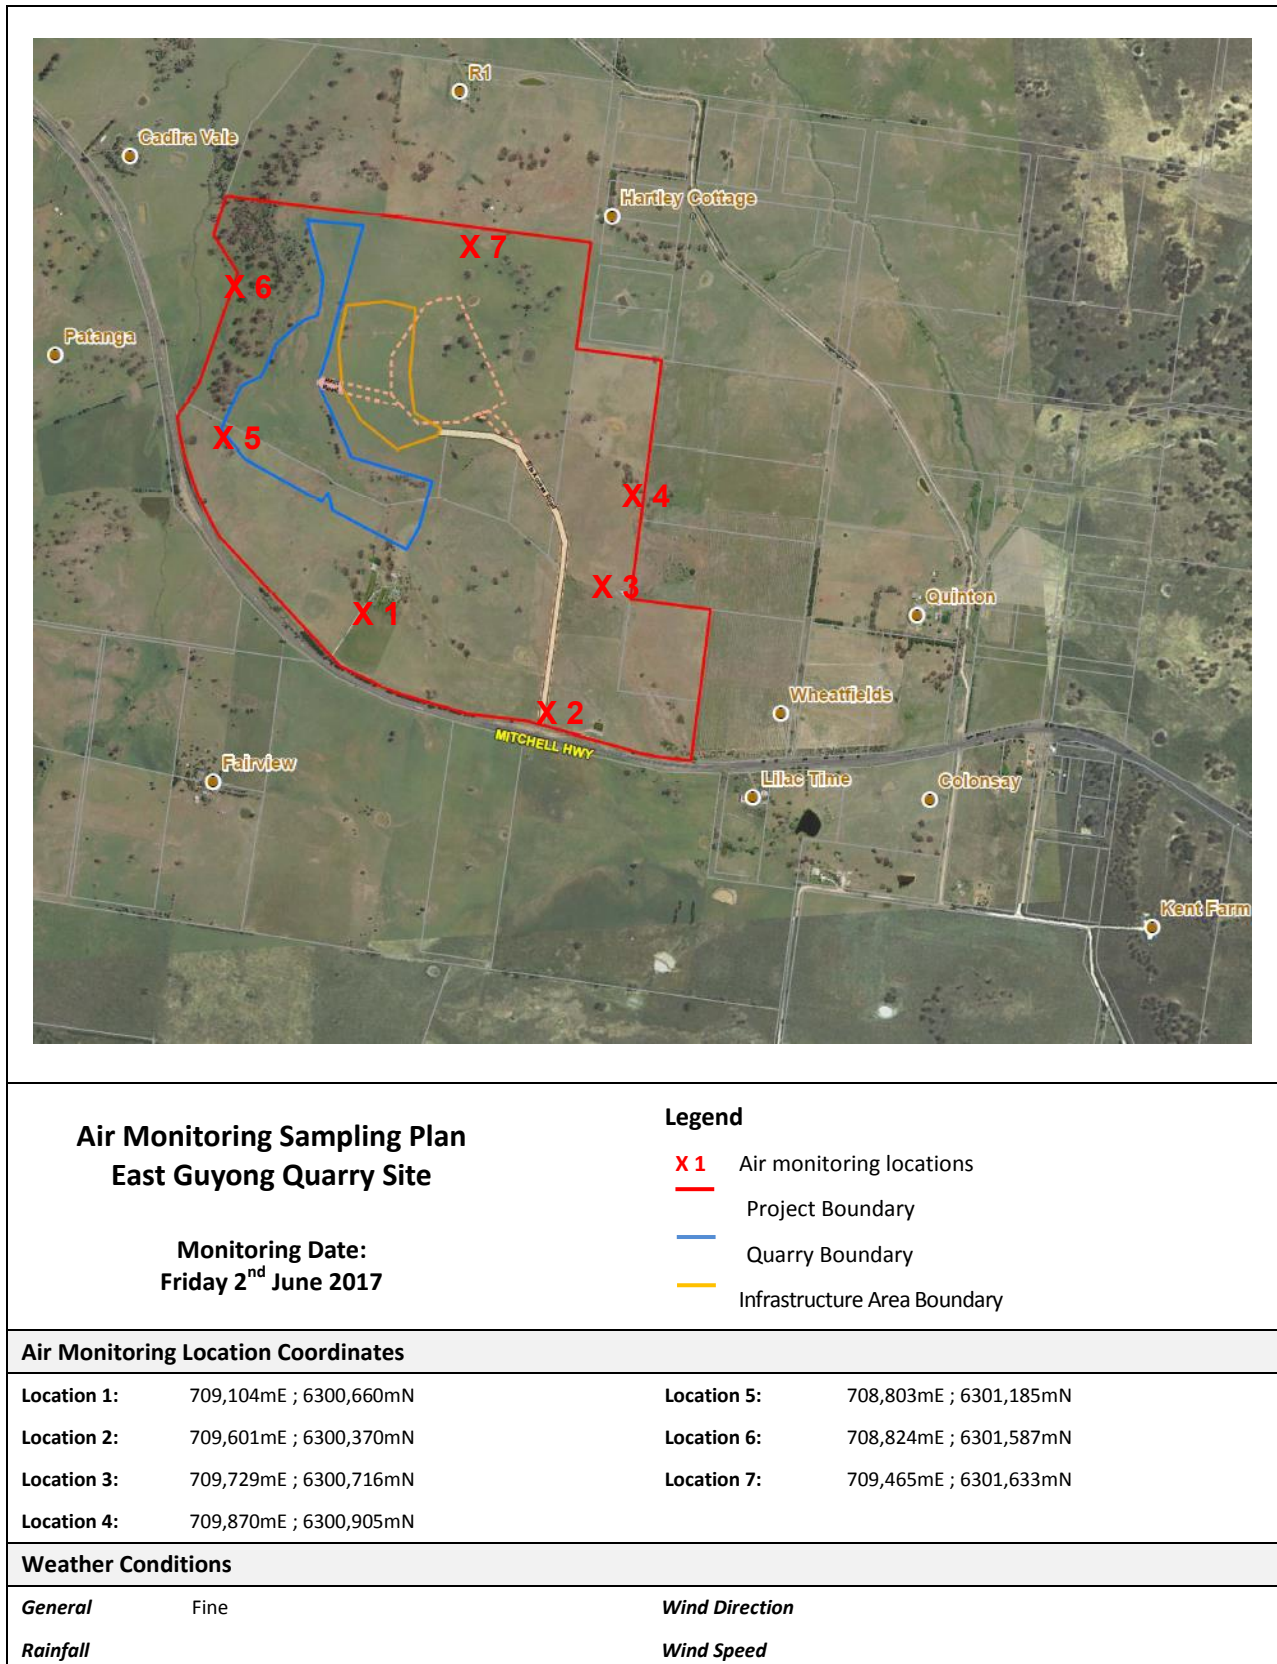 R1
Cadira Vale
Hartley Cottage
X 7
X 6
Patanga
X 5
X 4
X 3
Quinton
X 1
Wheatfields
X 2
MITCHELL HWY
Fairview
Lilac Time
Colonsay
Kent Farm
Air Monitoring Sampling Plan
East Guyong Quarry Site
Monitoring Date:
Friday 2nd June 2017
Legend
X 1 Air monitoring locations
Project Boundary
Quarry Boundary
Infrastructure Area Boundary
Air Monitoring Location Coordinates
Location 1: 709,104mE ; 6300,660mN Location 5: 708,803mE ; 6301,185mN
Location 2: 709,601mE ; 6300,370mN Location 6: 708,824mE ; 6301,587mN
Location 3: 709,729mE ; 6300,716mN Location 7: 709,465mE ; 6301,633mN
Location 4: 709,870mE ; 6300,905mN
Weather Conditions
General Fine Wind Direction
Rainfall Wind Speed